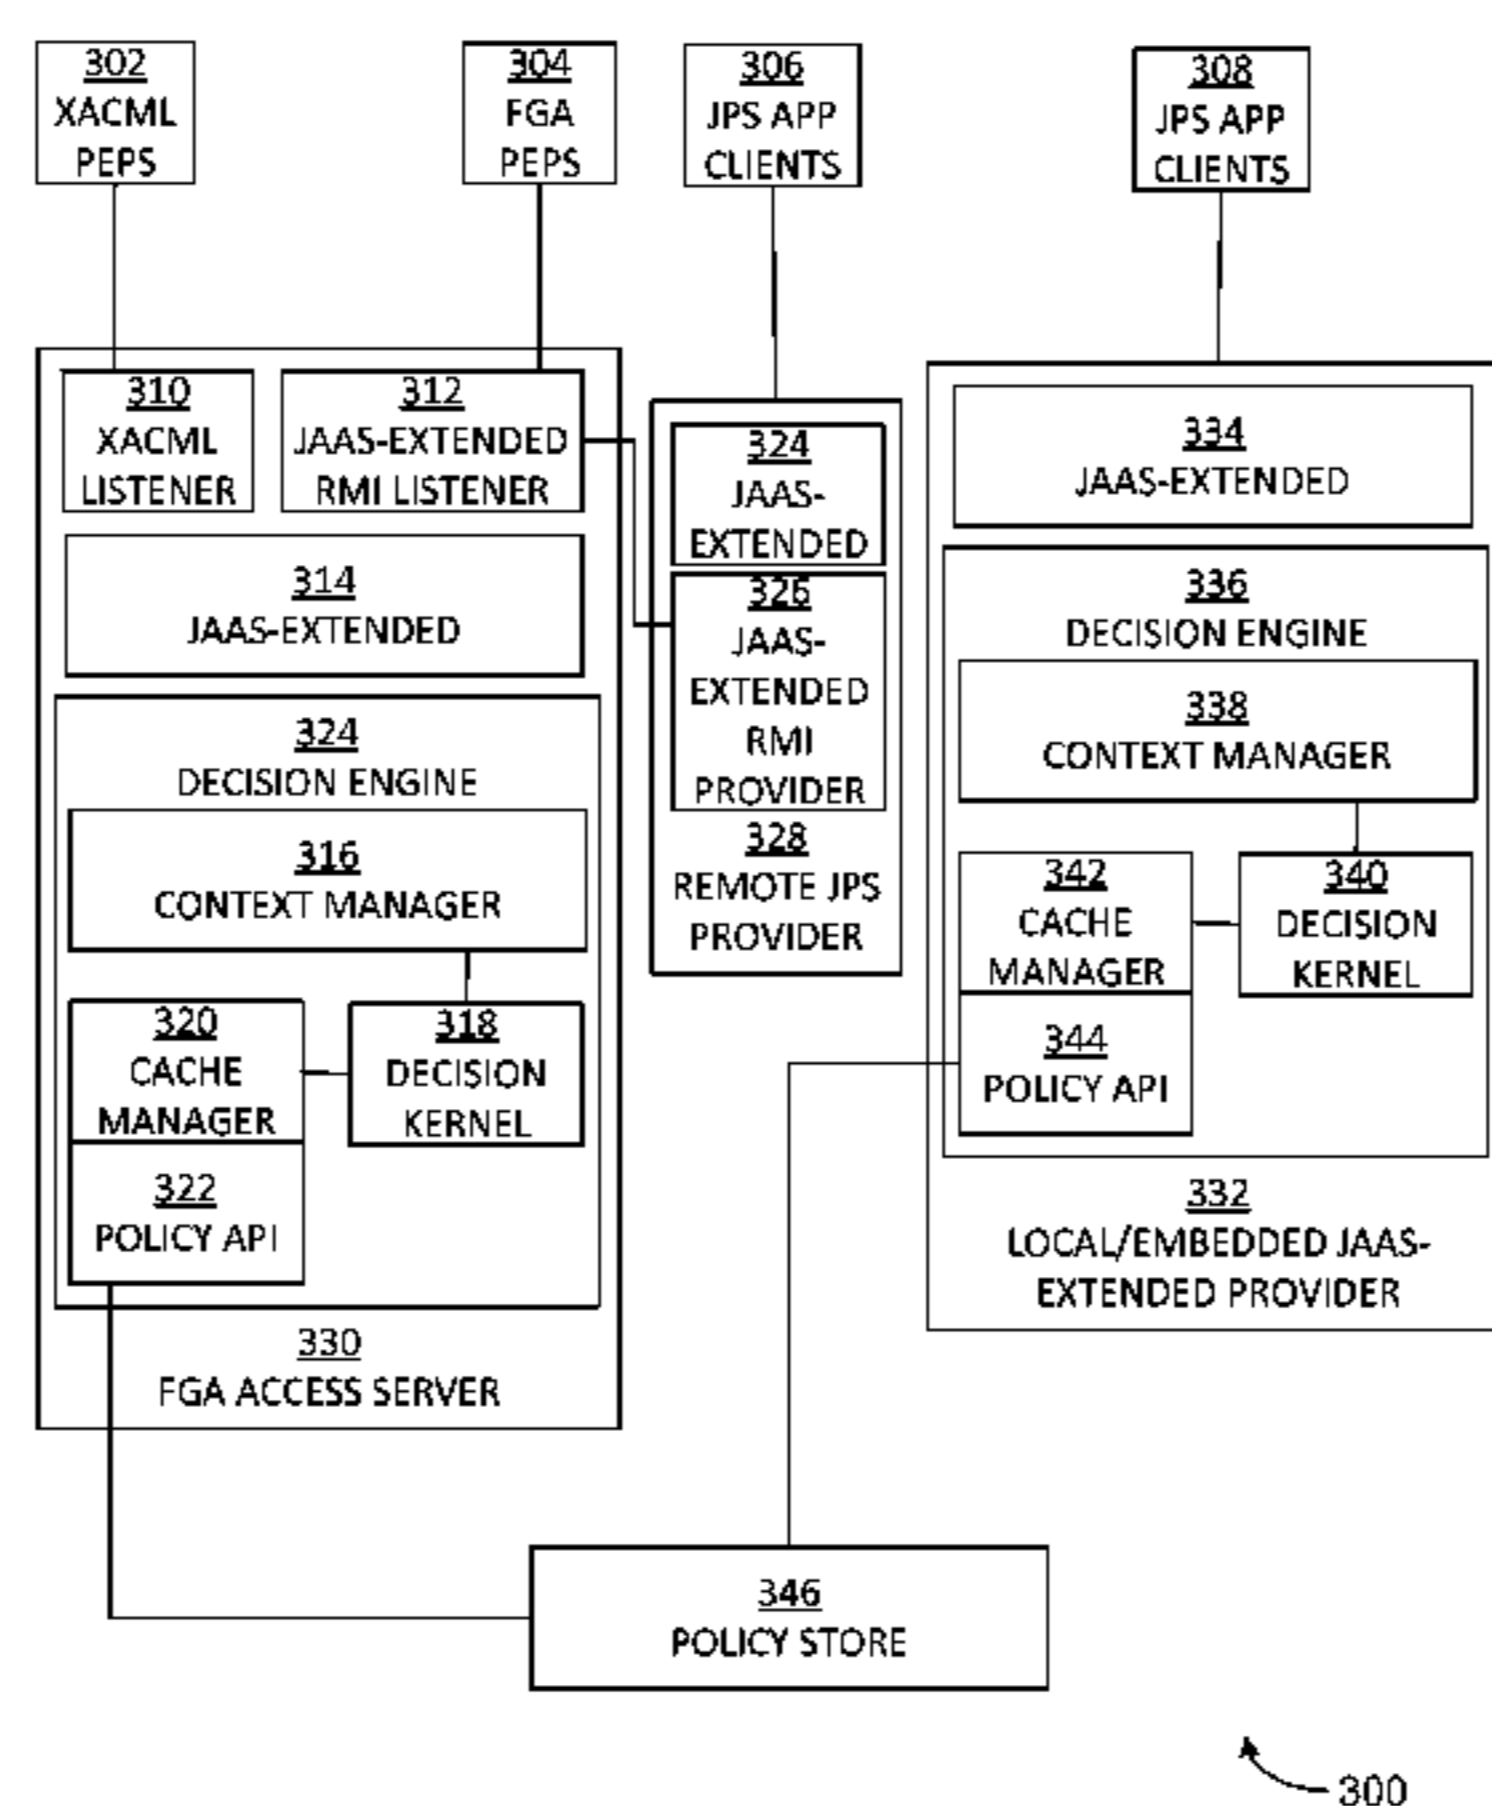 302
XACML
PEPS
304
FGA
PEPS
306
JPS APP
CLIENTS
308
JPS APP
CLIENTS
310
XACML
LISTENER
312
JAAS-EXTENDED
RMI LISTENER
314
JAAS-EXTENDED
324
DECISION ENGINE
316
CONTEXT MANAGER
320
CACHE
MANAGER
318
DECISION
KERNEL
322
POLICY API
330
FGA ACCESS SERVER
324
JAAS-
EXTENDED
326
JAAS-
EXTENDED
RMI
PROVIDER
328
REMOTE JPS
PROVIDER
334
JAAS-EXTENDED
336
DECISION ENGINE
338
CONTEXT MANAGER
342
CACHE
MANAGER
340
DECISION
KERNEL
344
POLICY API
332
LOCAL/EMBEDDED JAAS-
EXTENDED PROVIDER
346
POLICY STORE
300